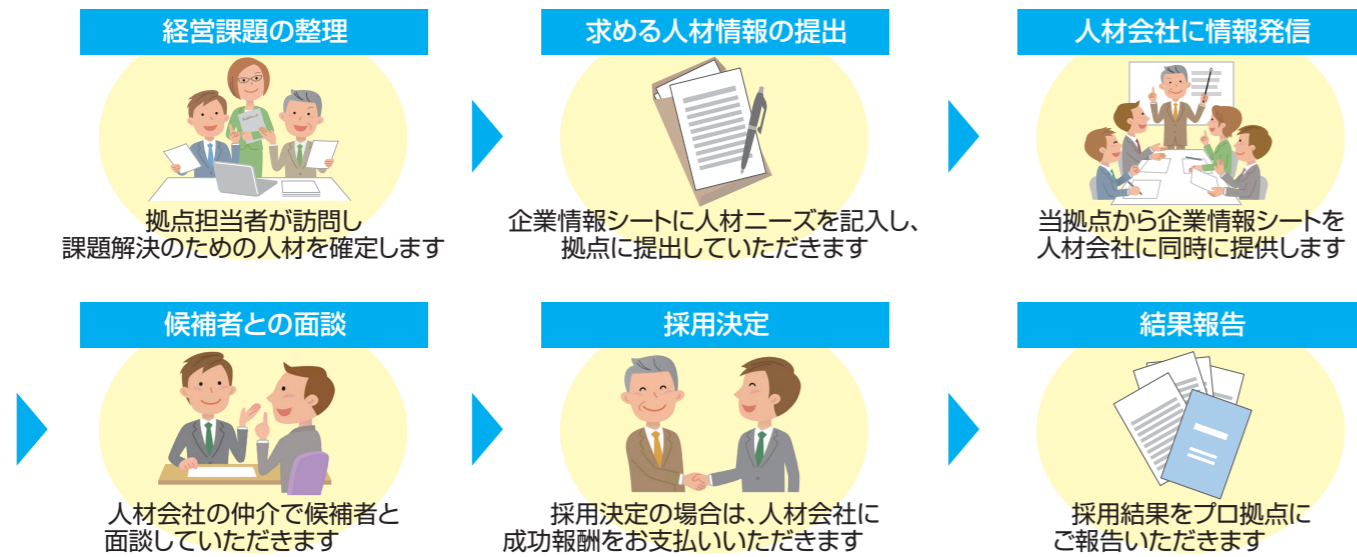 経営課題の整理
拠点担当者が訪問し
課題解決のための人材を確定します
求める人材情報の提出
企業情報シートに人材ニーズを記入し、
拠点に提出していただきます
人材会社に情報発信
当拠点から企業情報シートを
人材会社に同時に提供します
候補者との面談
人材会社の仲介で候補者と
面談していただきます
採用決定
採用決定の場合は、人材会社に
成功報酬をお支払いいただきます
結果報告
採用結果をプロ拠点に
ご報告いただきます